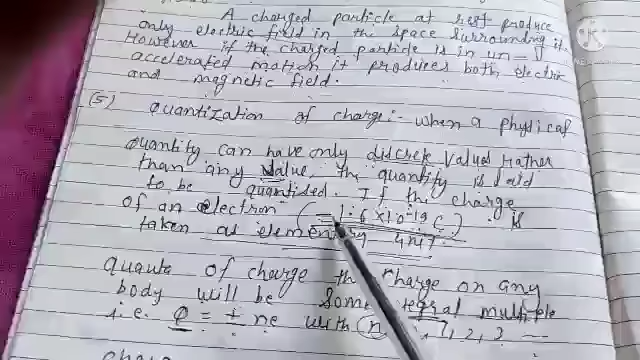 A charged particle at rest produce
only electric field in the space surrounding it.
However if the charged particle is in un-
accelerated motion it produces both electric
and magnetic field.
(5) Quantization of charge:- when a physical
quantity can have only discrete values rather
than any value, the quantity is said
to be quantised. If the charge
of an electron (= 1.6 x 10-19 C) is
taken as elementry unit
quanta of charge the charge on any
body will be some integral multiple
i.e. Q = ± ne with n 1, 2, 3 ---